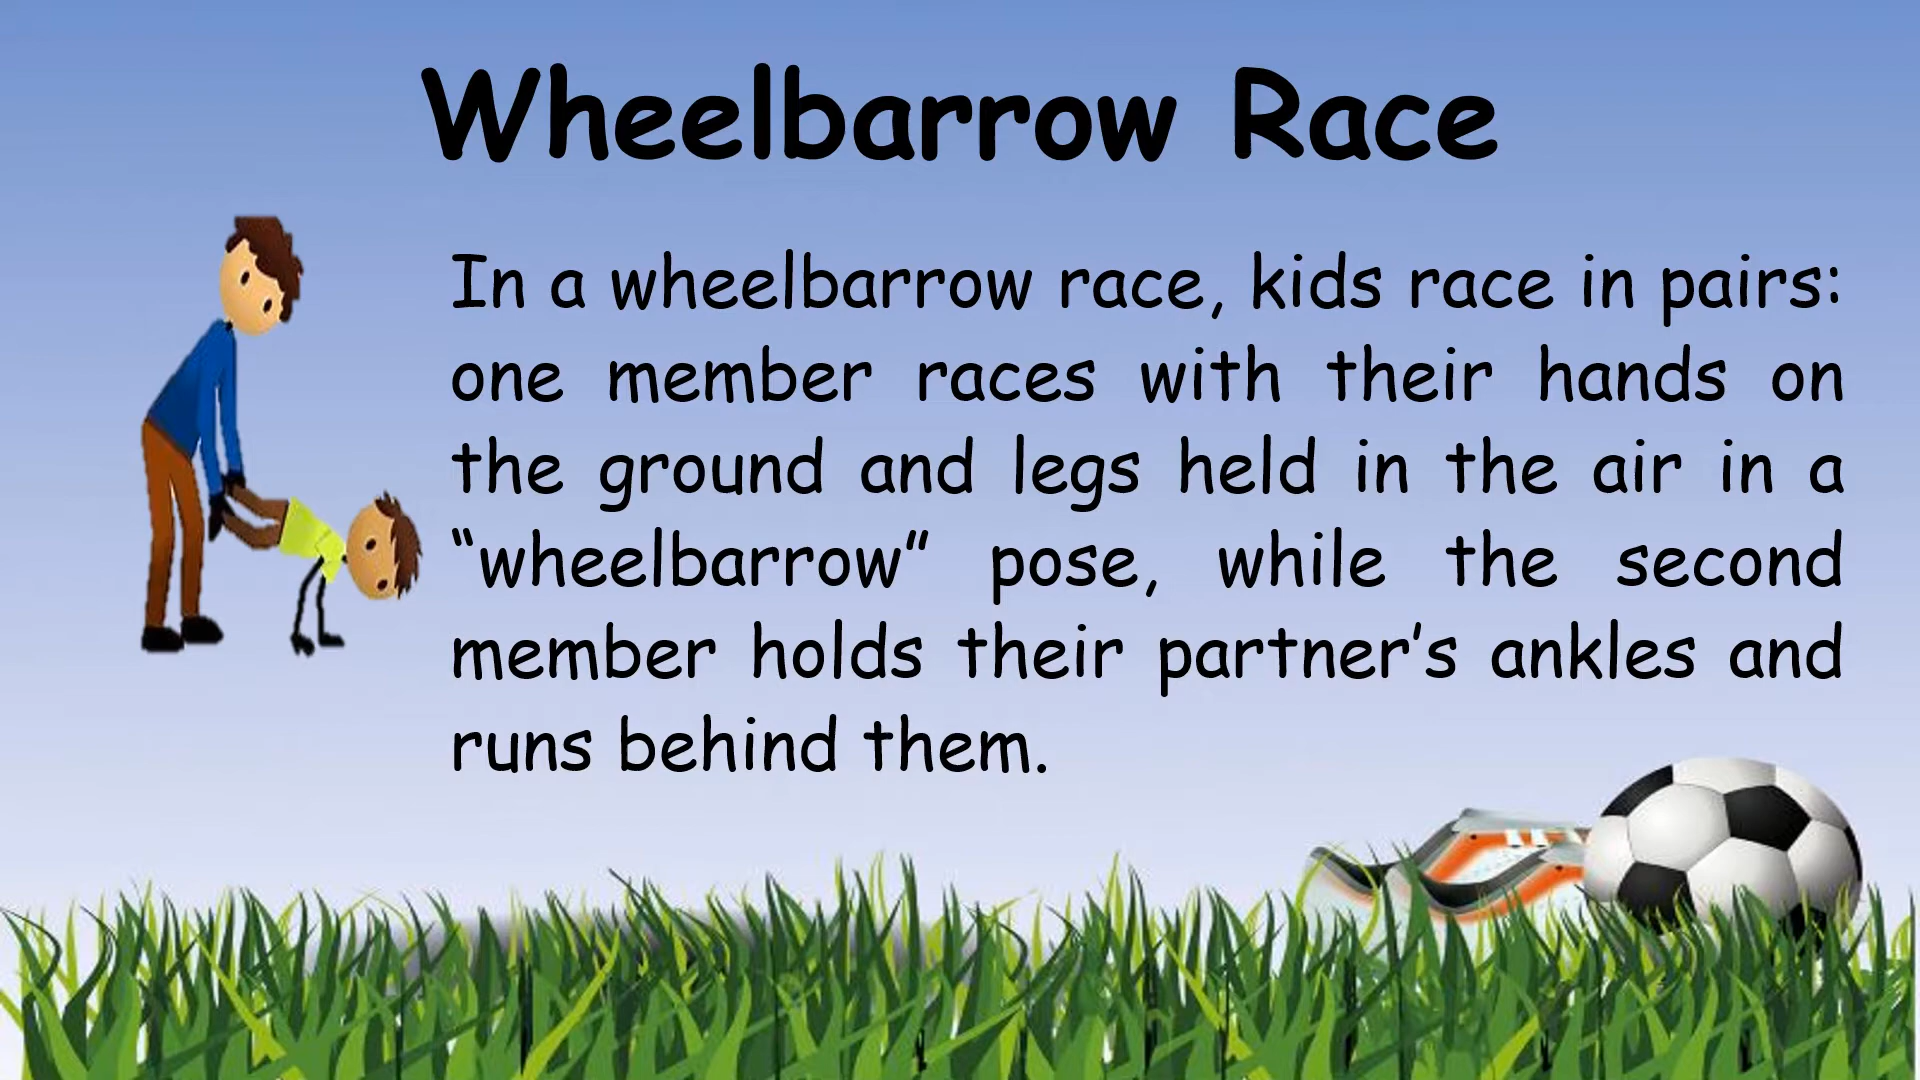 Wheelbarrow Race
In a wheelbarrow race, kids race in pairs:
one member races with their hands on
the ground and legs held in the air in a
“wheelbarrow” pose, while the second
member holds their partner’s ankles and
runs behind them.